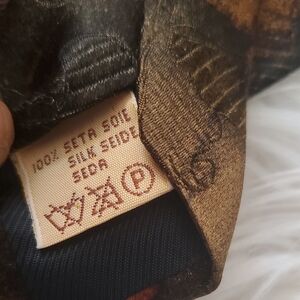 100% SETA SOIE
SILK SEIDE
SEDA
P